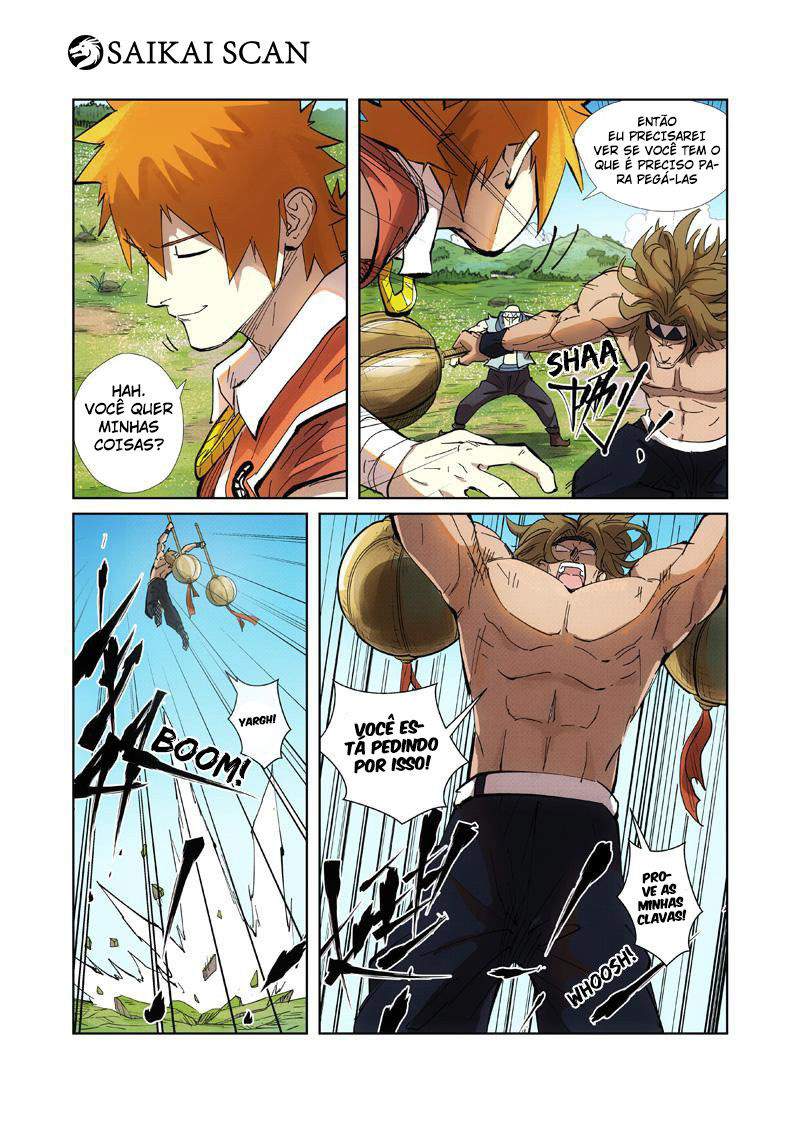 SAIKAI SCAN
HAH.
VOCÊ QUER
MINHAS
COISAS?
ENTÃO
EU PRECISAREI
VER SE VOCÊ TEM O
QUE É PRECISO PA-
RA PEGÁ-LAS
SHAA
YARGH!
BOOM!
VOCÊ ES-
TÁ PEDINDO
POR ISSO!
PRO-
VE AS
MINHAS
CLAVAS!
WHOOSH!